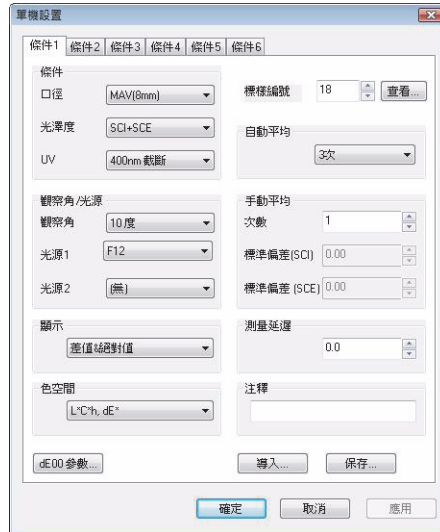 單機設置
條件1 條件2 條件3 條件4 條件5 條件6
條件
口徑 MAV(8mm)
光澤度 SCI+SCE
UV 400nm 截斷
標樣編號 18 查看...
自動平均
3次
觀察角/光源
觀察角 10 度
光源1 F12
光源2 (無)
手動平均
次數 1
標準偏差(SCI) 0.00
標準偏差 (SCE) 0.00
顯示
差值&絕對值
測量延遲
0.0
色空間
L*C*h, dE*
注釋
dE00 參數... 導入... 保存...
確定 取消 應用